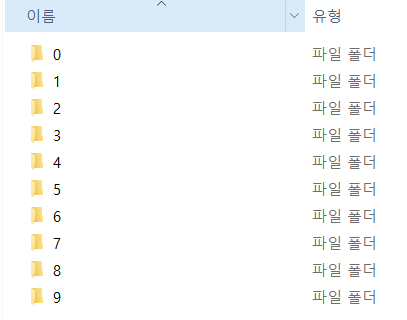 이름 유형
0 파일 폴더
1 파일 폴더
2 파일 폴더
3 파일 폴더
4 파일 폴더
5 파일 폴더
6 파일 폴더
7 파일 폴더
8 파일 폴더
9 파일 폴더